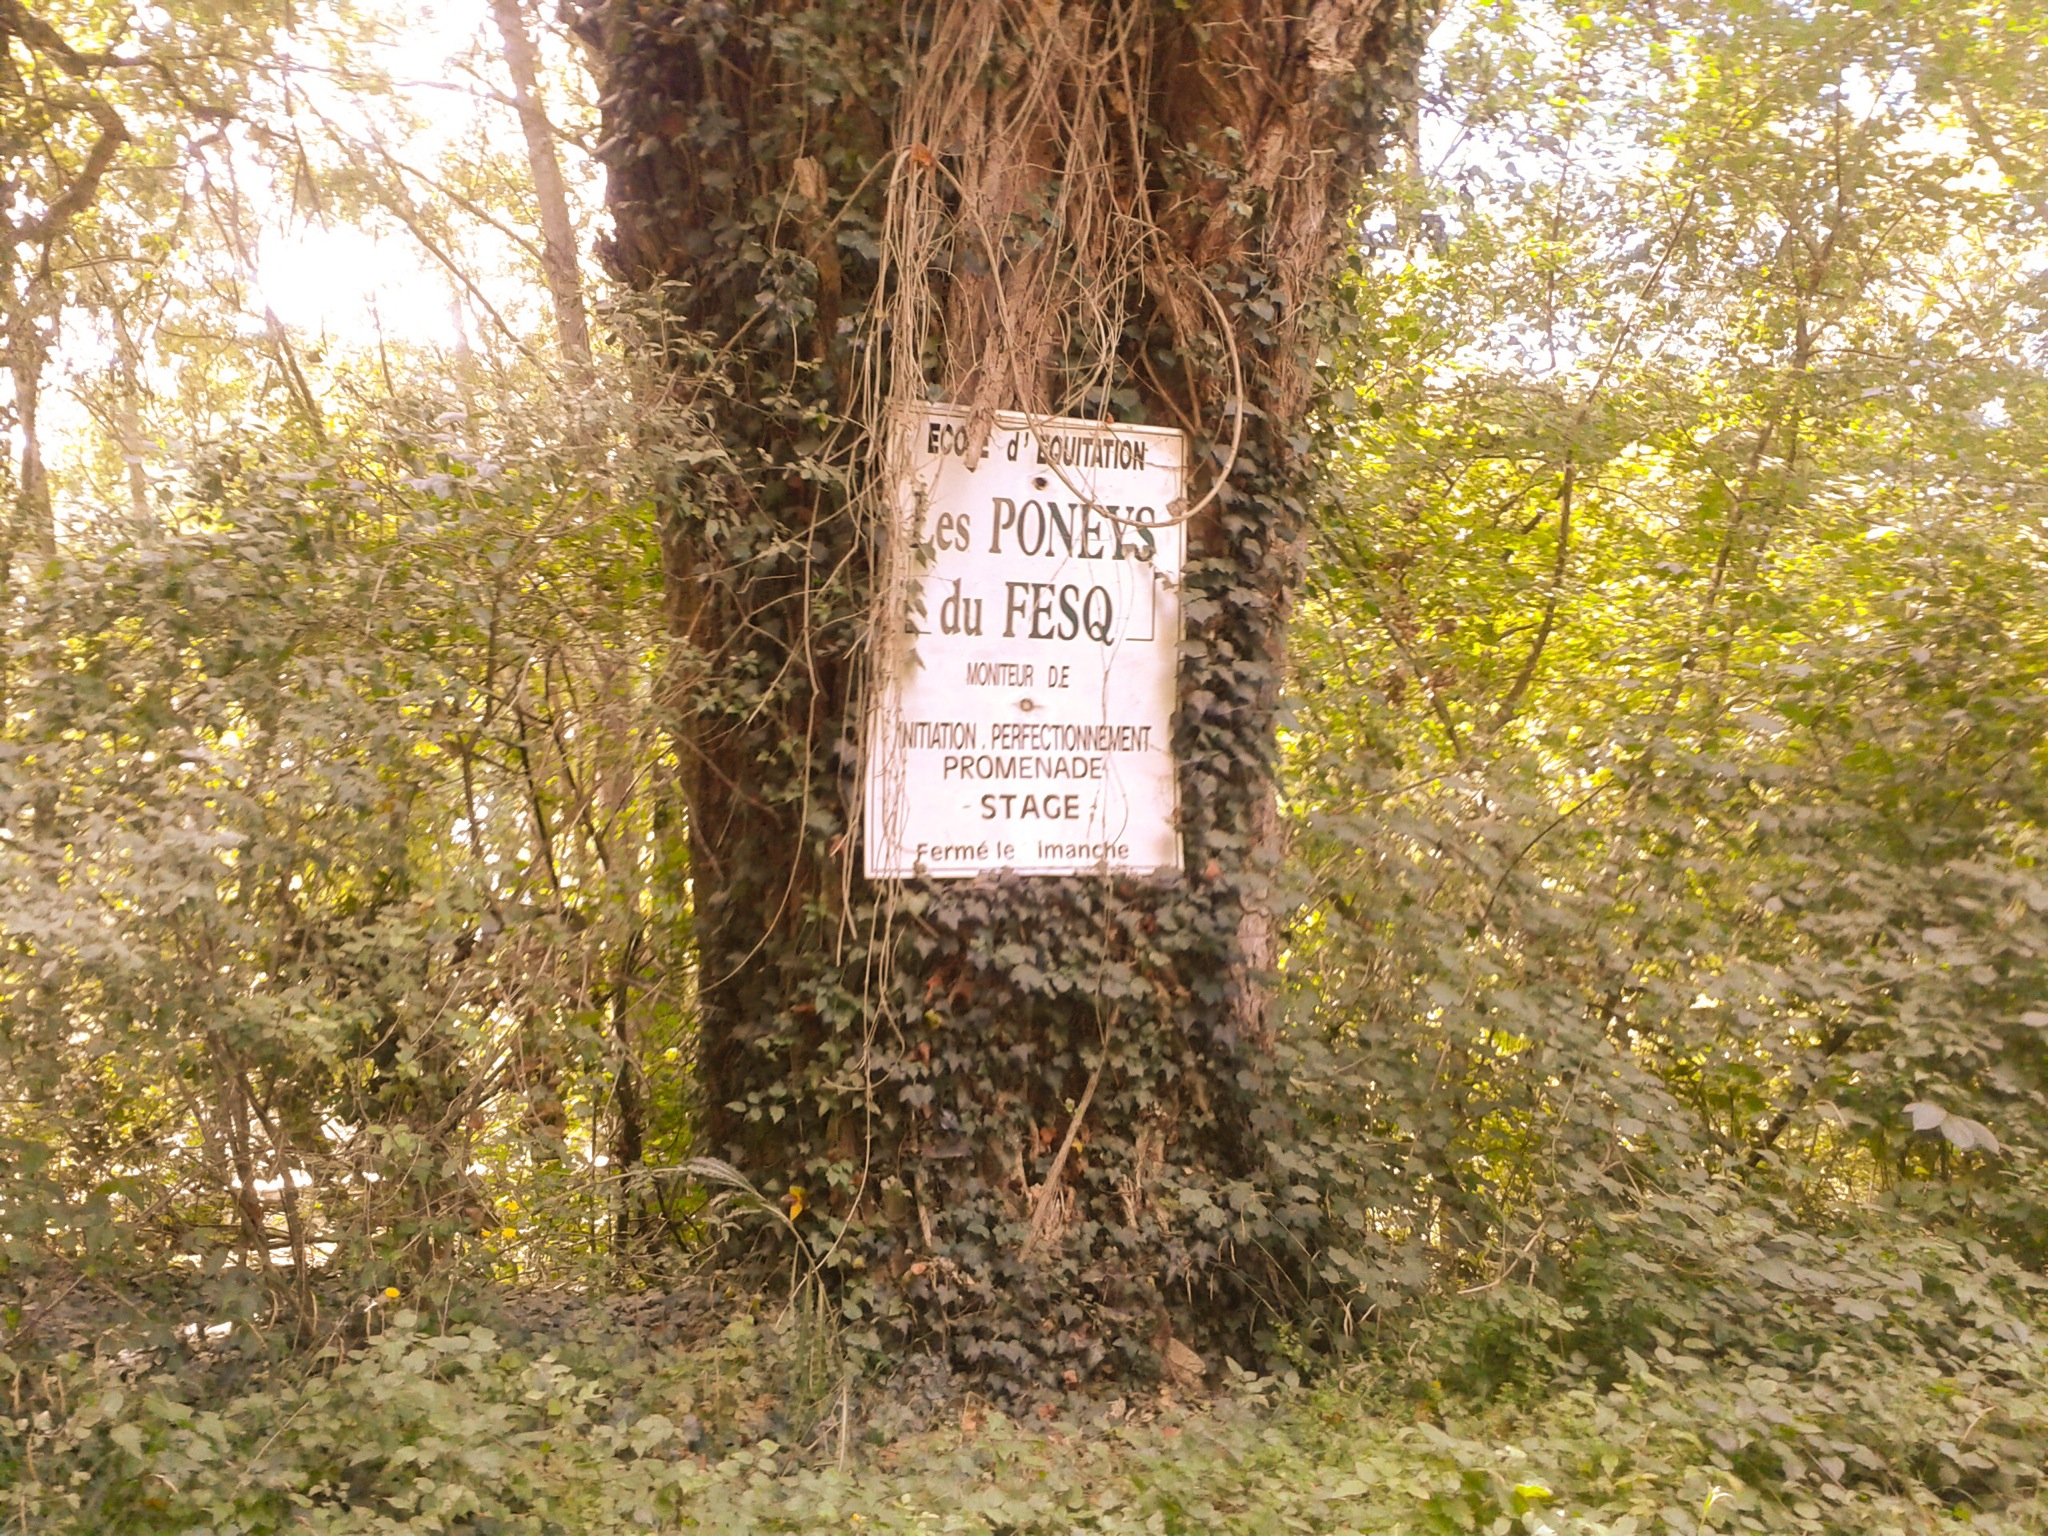 ECOLE d' EQUITATION
Les PONEYS
du FESQ
MONITEUR D.E
INITIATION . PERFECTIONNEMENT
PROMENADE
- STAGE -
Fermé le imanche